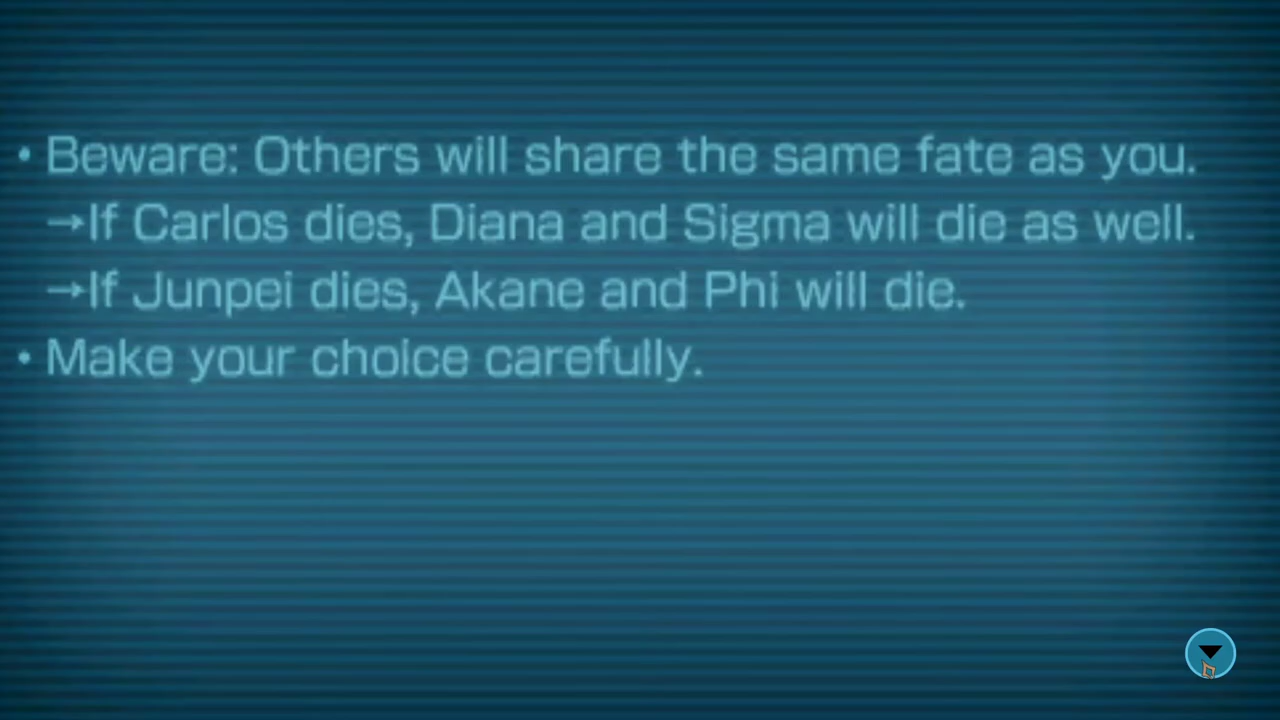 • Beware: Others will share the same fate as you.
→If Carlos dies, Diana and Sigma will die as well.
→If Junpei dies, Akane and Phi will die.
• Make your choice carefully.